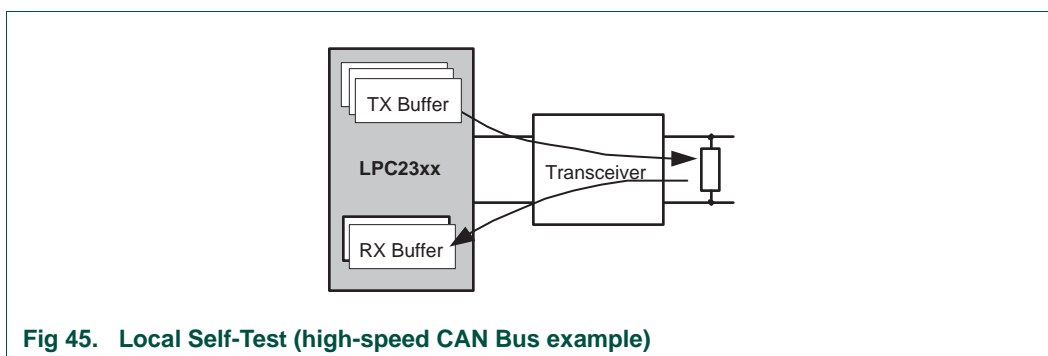 TX Buffer
LPC23xx
Transceiver
RX Buffer
Fig 45. Local Self-Test (high-speed CAN Bus example)